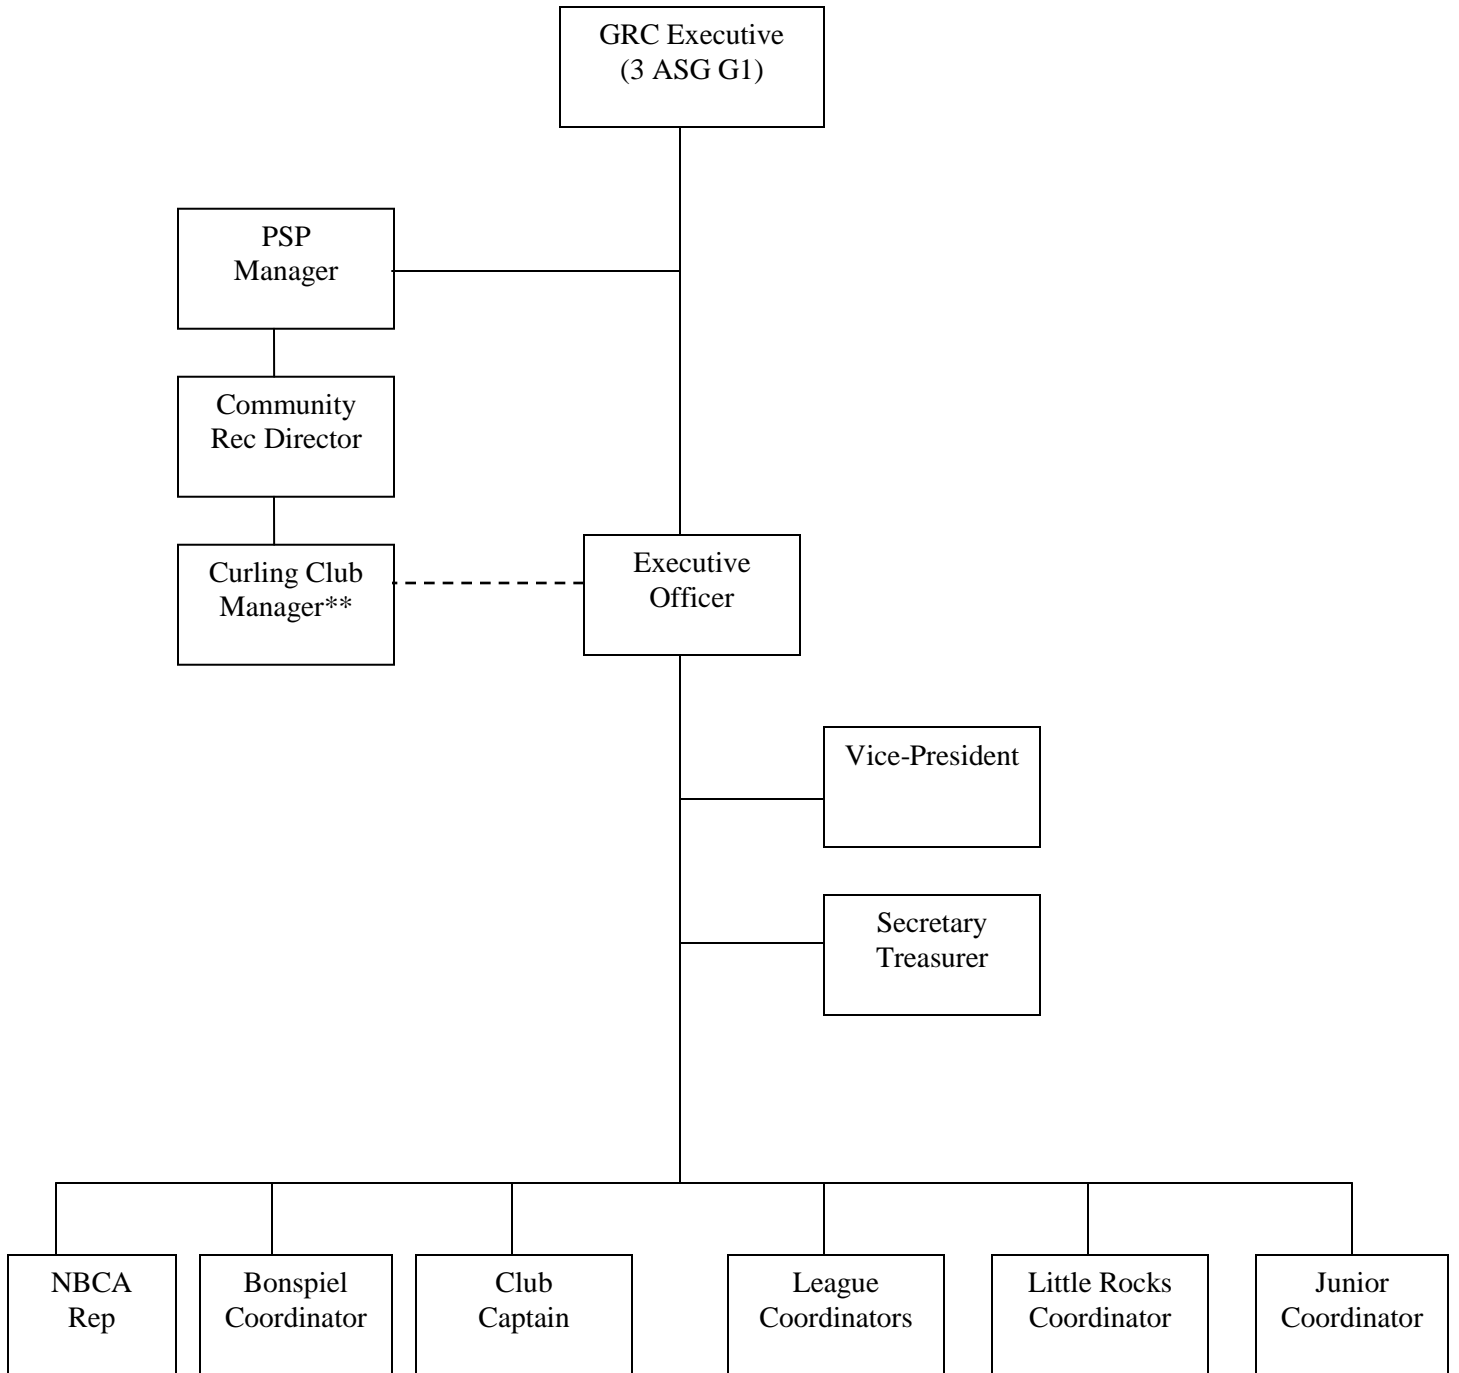 GRC Executive
(3 ASG G1)
PSP
Manager
Community
Rec Director
Curling Club
Manager**
Executive
Officer
Vice-President
Secretary
Treasurer
NBCA
Rep
Bonspiel
Coordinator
Club
Captain
League
Coordinators
Little Rocks
Coordinator
Junior
Coordinator